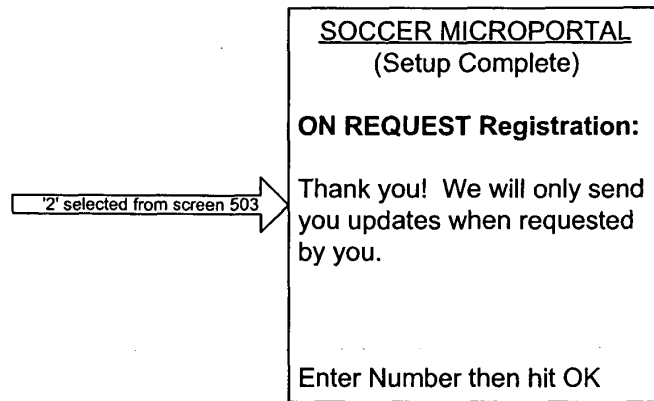 SOCCER MICROPORTAL
(Setup Complete)
ON REQUEST Registration:
'2' selected from screen 503
Thank you! We will only send
you updates when requested
by you.
Enter Number then hit OK